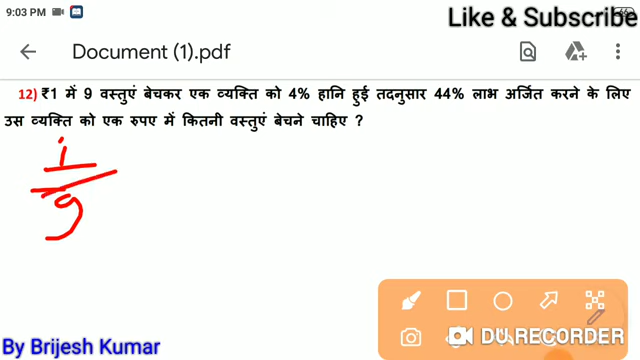 9:03 PM
Like & Subscribe
Document (1).pdf
12) ₹1 में 9 वस्तुएं बेचकर एक व्यक्ति को 4% हानि हुई तदनुसार 44% लाभ अर्जित करने के लिए
उस व्यक्ति को एक रुपए में कितनी वस्तुएं बेचने चाहिए ?
1
9
DU RECORDER
By Brijesh Kumar